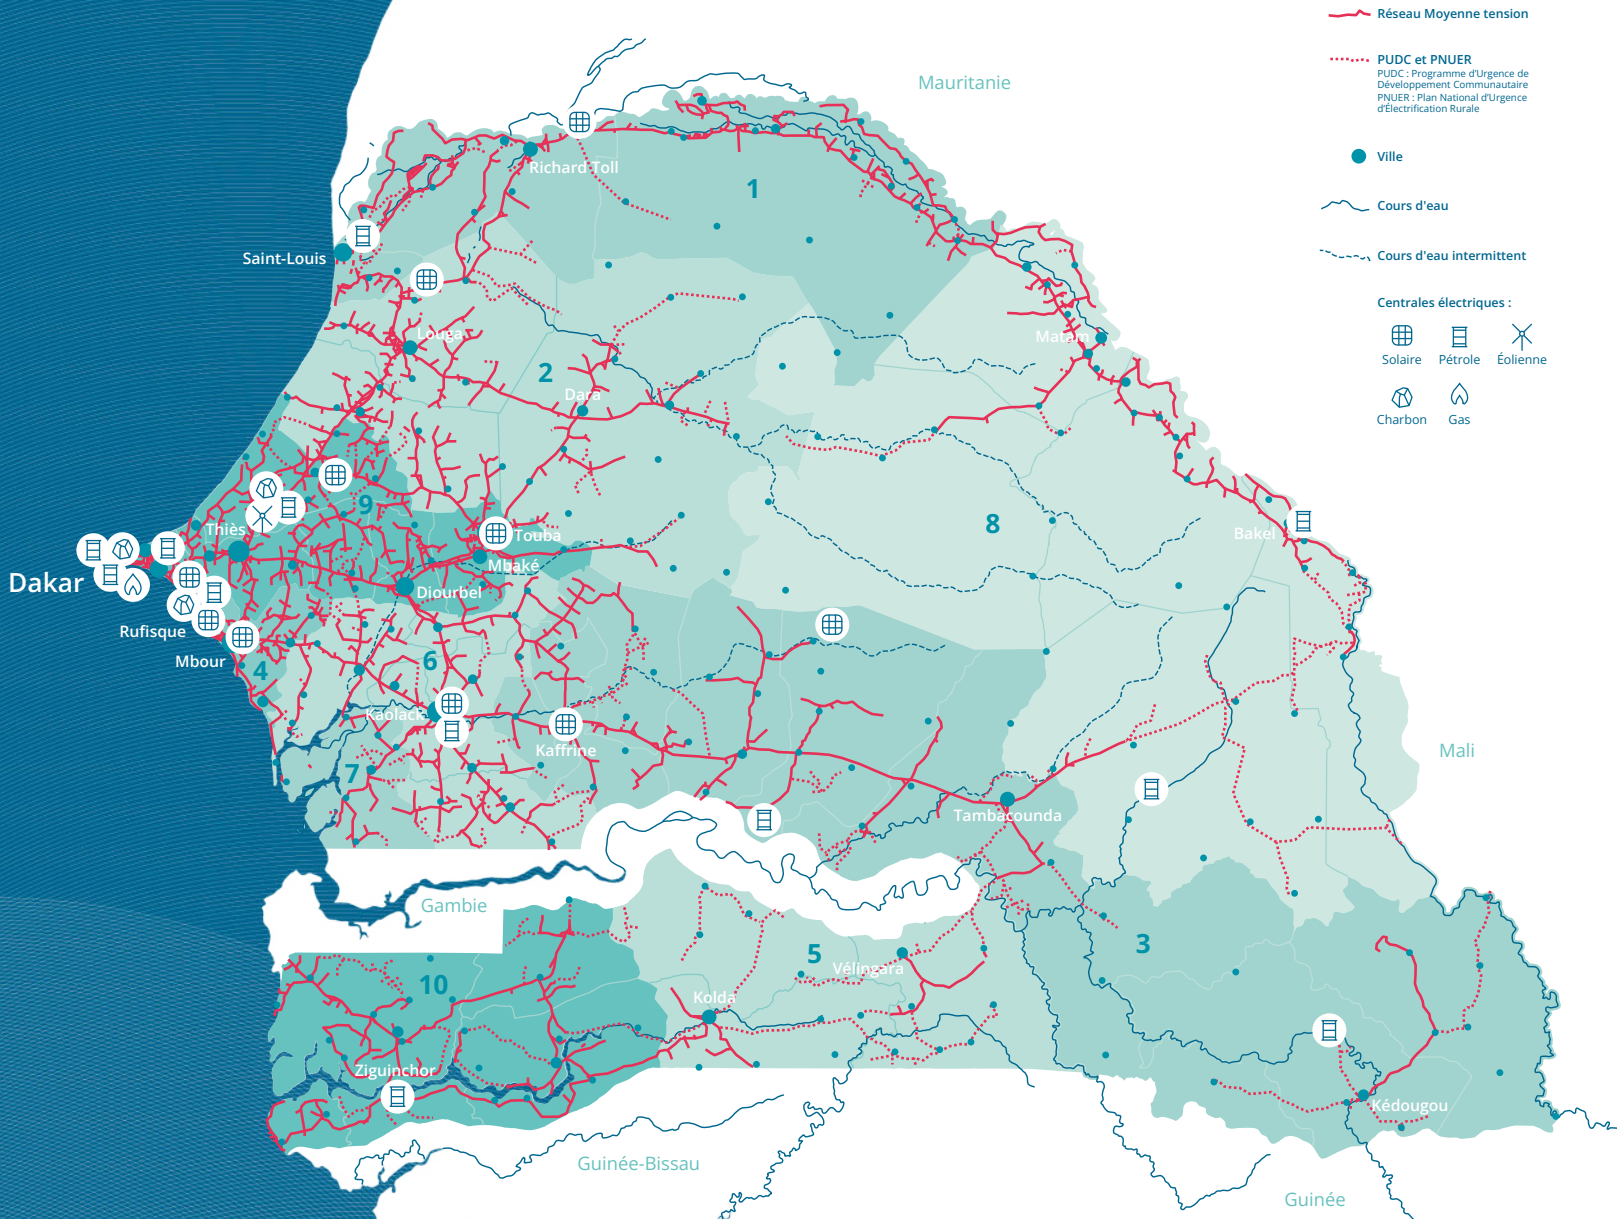 Réseau Moyenne tension
PUDC et PNUER
PUDC : Programme d'Urgence de
Développement Communautaire
PNUER : Plan National d'Urgence
d'Électrification Rurale
Ville
Cours d'eau
Cours d'eau intermittent
Centrales électriques :
Solaire
Pétrole
Éolienne
Charbon
Gas
Mauritanie
Richard Toll
1
Saint-Louis
Louga
Matam
2
Dara
9
Thiès
Touba
8
Bakel
Mbaké
Dakar
Diourbel
Rufisque
Mbour
4
6
Kaolack
Kaffrine
Mali
7
Tambacounda
Gambie
5
3
Vélingara
10
Kolda
Ziguinchor
Kédougou
Guinée-Bissau
Guinée